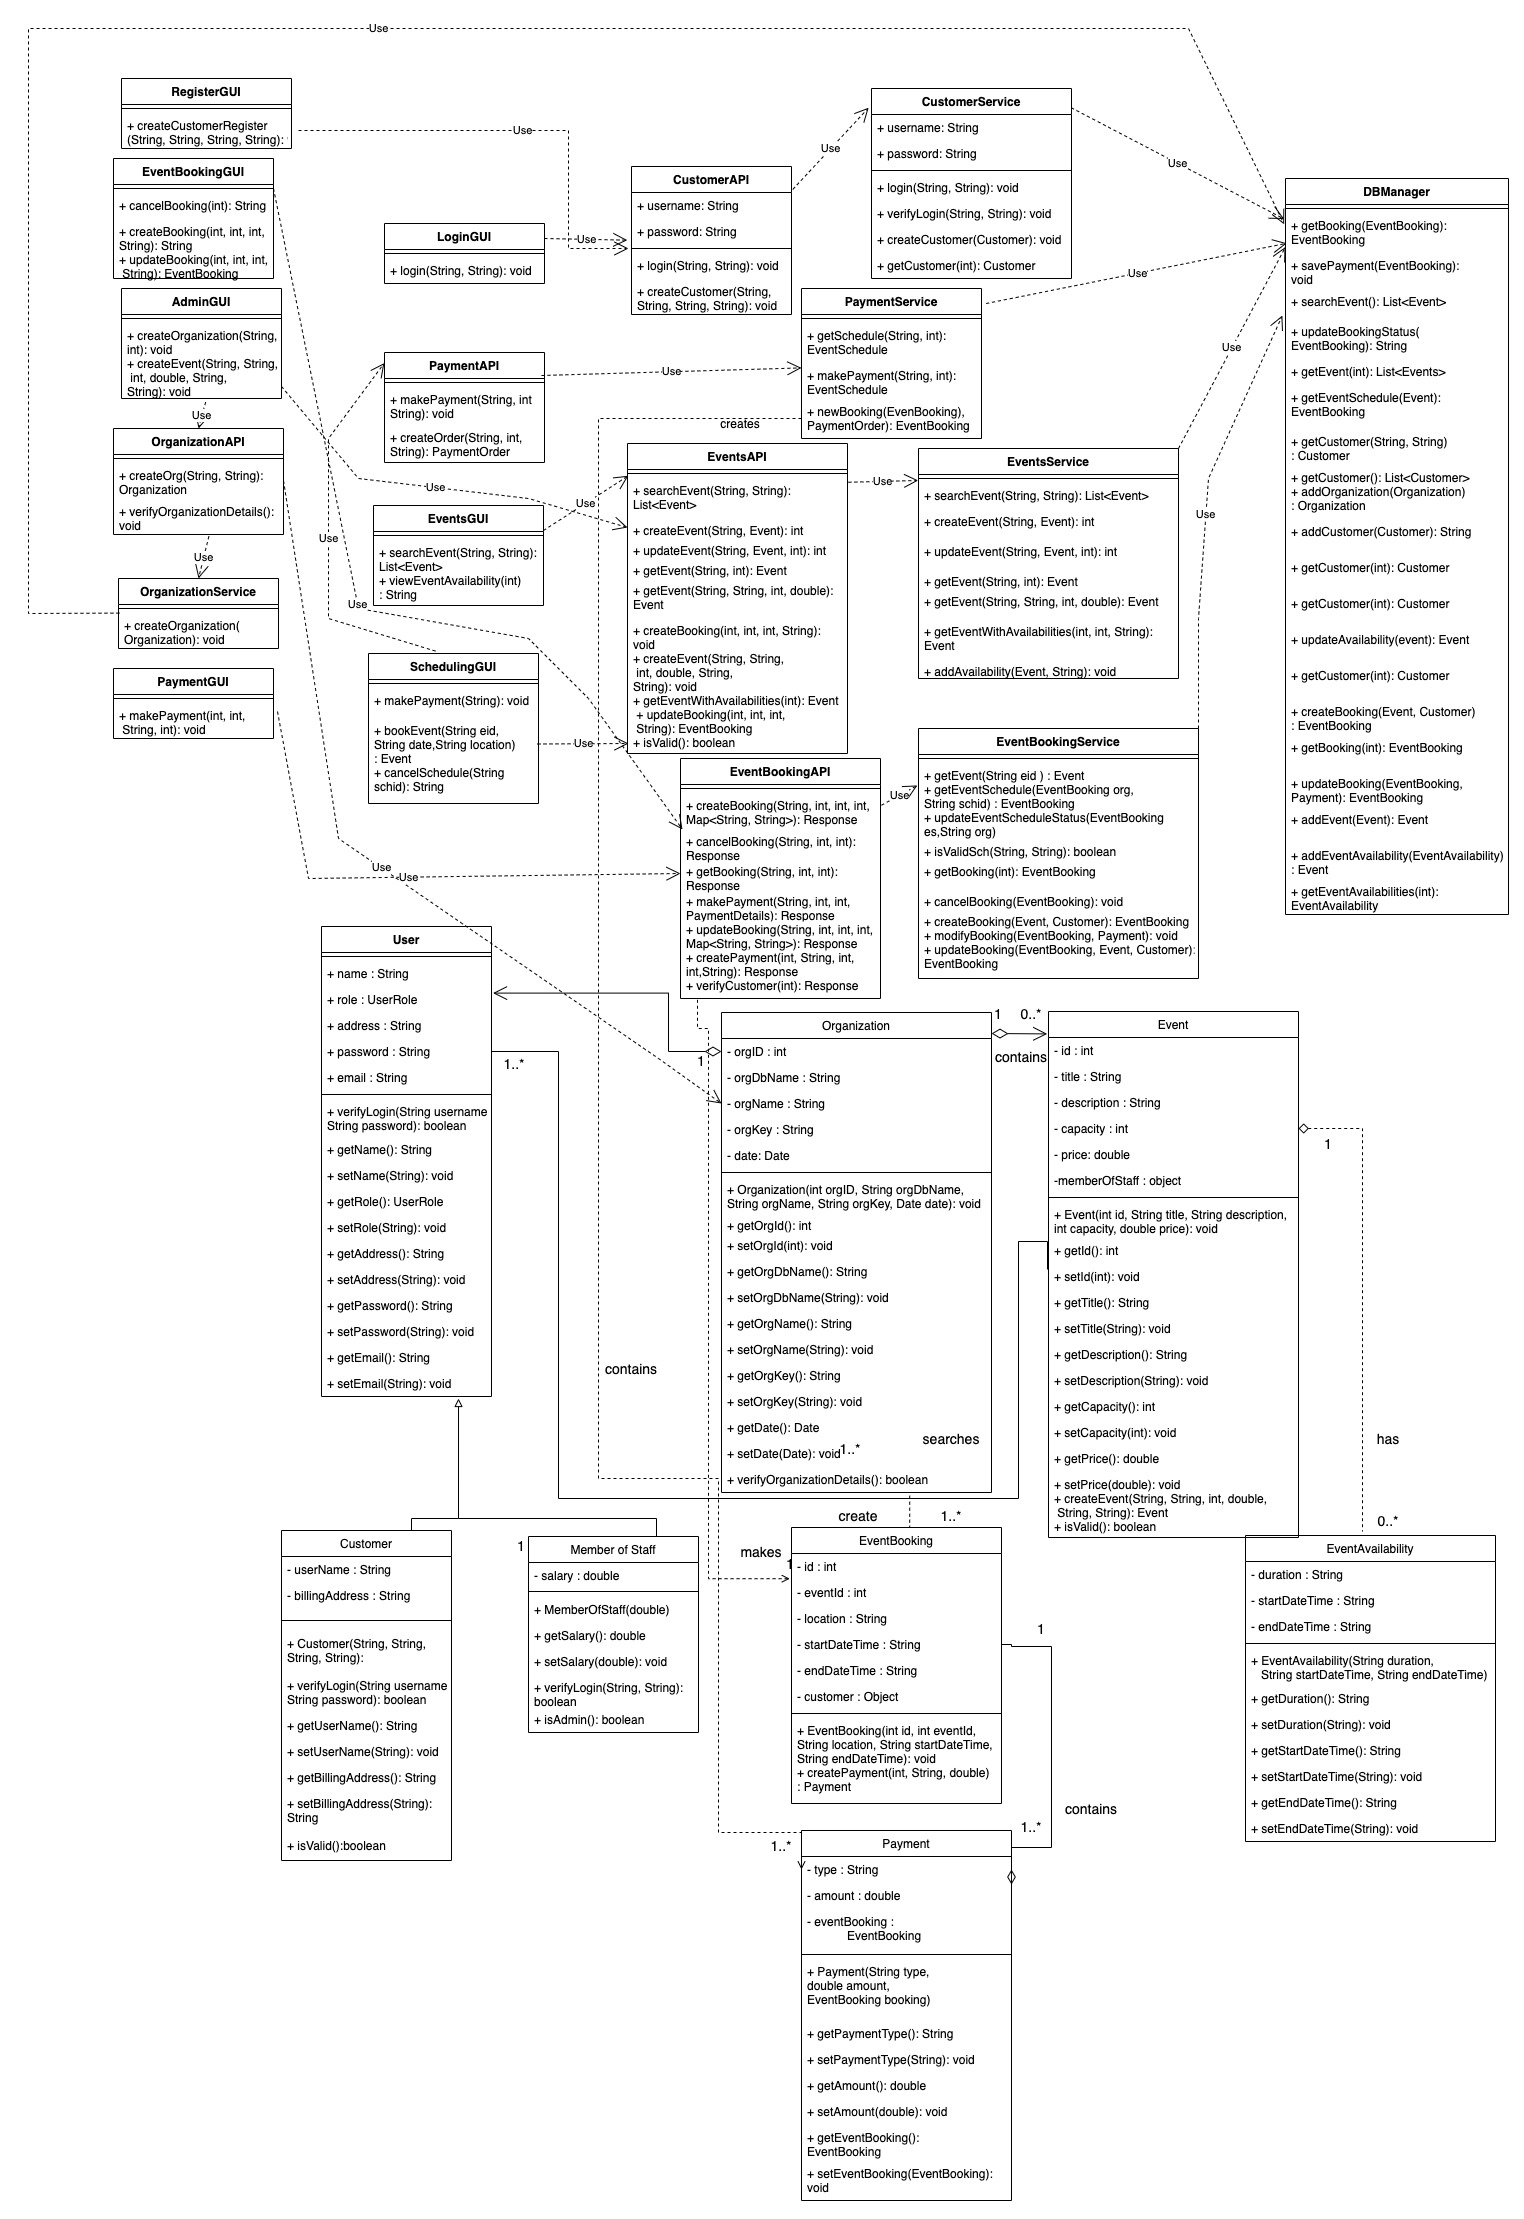 Use
RegisterGUI
+ createCustomerRegister
(String, String, String, String):
Use
EventBookingGUI
+ cancelBooking(int): String
+ createBooking(int, int, int,
String): String
+ updateBooking(int, int, int,
String): EventBooking
AdminGUI
+ createOrganization(String,
int): void
+ createEvent(String, String,
int, double, String,
String): void
Use
OrganizationAPI
+ createOrg(String, String):
Organization
+ verifyOrganizationDetails():
void
Use
OrganizationService
+ createOrganization(
Organization): void
PaymentGUI
+ makePayment(int, int,
String, int): void
LoginGUI
+ login(String, String): void
Use
CustomerAPI
+ username: String
+ password: String
+ login(String, String): void
+ createCustomer(String,
String, String, String): void
Use
CustomerService
+ username: String
+ password: String
+ login(String, String): void
+ verifyLogin(String, String): void
+ createCustomer(Customer): void
+ getCustomer(int): Customer
Use
PaymentAPI
+ makePayment(String, int
String): void
+ createOrder(String, int,
String): PaymentOrder
Use
PaymentService
+ getSchedule(String, int):
EventSchedule
+ makePayment(String, int):
EventSchedule
+ newBooking(EvenBooking),
PaymentOrder): EventBooking
Use
creates
DBManager
+ getBooking(EventBooking):
EventBooking
+ savePayment(EventBooking):
void
+ searchEvent(): List<Event>
+ updateBookingStatus(
EventBooking): String
+ getEvent(int): List<Events>
+ getEventSchedule(Event):
EventBooking
+ getCustomer(String, String)
: Customer
+ getCustomer(): List<Customer>
+ addOrganization(Organization)
: Organization
+ addCustomer(Customer): String
+ getCustomer(int): Customer
+ getCustomer(int): Customer
+ updateAvailability(event): Event
+ getCustomer(int): Customer
+ createBooking(Event, Customer)
: EventBooking
+ getBooking(int): EventBooking
+ updateBooking(EventBooking,
Payment): EventBooking
+ addEvent(Event): Event
+ addEventAvailability(EventAvailability)
: Event
+ getEventAvailabilities(int):
EventAvailability
Use
Use
EventsGUI
+ searchEvent(String, String):
List<Event>
+ viewEventAvailability(int)
: String
Use
Use
Use
Use
EventsAPI
+ searchEvent(String, String):
List<Event>
+ createEvent(String, Event): int
+ updateEvent(String, Event, int): int
+ getEvent(String, int): Event
+ getEvent(String, String, int, double):
Event
+ createBooking(int, int, int, String):
void
+ createEvent(String, String,
int, double, String,
String): void
+ getEventWithAvailabilities(int): Event
+ updateBooking(int, int, int,
String): EventBooking
+ isValid(): boolean
Use
EventsService
+ searchEvent(String, String): List<Event>
+ createEvent(String, Event): int
+ updateEvent(String, Event, int): int
+ getEvent(String, int): Event
+ getEvent(String, String, int, double): Event
+ getEventWithAvailabilities(int, int, String):
Event
+ addAvailability(Event, String): void
SchedulingGUI
+ makePayment(String): void
+ bookEvent(String eid,
String date,String location)
: Event
+ cancelSchedule(String
schid): String
Use
EventBookingAPI
+ createBooking(String, int, int, int,
Map<String, String>): Response
+ cancelBooking(String, int, int):
Response
+ getBooking(String, int, int):
Response
+ makePayment(String, int, int,
PaymentDetails): Response
+ updateBooking(String, int, int, int,
Map<String, String>): Response
+ createPayment(int, String, int,
int,String): Response
+ verifyCustomer(int): Response
Use
EventBookingService
+ getEvent(String eid ) : Event
+ getEventSchedule(EventBooking org,
String schid) : EventBooking
+ updateEventScheduleStatus(EventBooking
es,String org)
+ isValidSch(String, String): boolean
+ getBooking(int): EventBooking
+ cancelBooking(EventBooking): void
+ createBooking(Event, Customer): EventBooking
+ modifyBooking(EventBooking, Payment): void
+ updateBooking(EventBooking, Event, Customer):
EventBooking
Use
Use
User
+ name : String
+ role : UserRole
+ address : String
+ password : String
+ email : String
+ verifyLogin(String username
String password): boolean
+ getName(): String
+ setName(String): void
+ getRole(): UserRole
+ setRole(String): void
+ getAddress(): String
+ setAddress(String): void
+ getPassword(): String
+ setPassword(String): void
+ getEmail(): String
+ setEmail(String): void
1..*
1
contains
Organization
- orgID : int
- orgDbName : String
- orgName : String
- orgKey : String
- date: Date
+ Organization(int orgID, String orgDbName,
String orgName, String orgKey, Date date): void
+ getOrgId(): int
+ setOrgId(int): void
+ getOrgDbName(): String
+ setOrgDbName(String): void
+ getOrgName(): String
+ setOrgName(String): void
+ getOrgKey(): String
+ setOrgKey(String): void
+ getDate(): Date
+ setDate(Date): void
1..*
searches
+ verifyOrganizationDetails(): boolean
1
0..*
contains
Event
- id : int
- title : String
- description : String
- capacity : int
- price: double
-memberOfStaff : object
+ Event(int id, String title, String description,
int capacity, double price): void
+ getId(): int
+ setId(int): void
+ getTitle(): String
+ setTitle(String): void
+ getDescription(): String
+ setDescription(String): void
+ getCapacity(): int
+ setCapacity(int): void
+ getPrice(): double
+ setPrice(double): void
+ createEvent(String, String, int, double,
String, String): Event
+ isValid(): boolean
1
has
0..*
Customer
- userName : String
- billingAddress : String
+ Customer(String, String,
String, String):
+ verifyLogin(String username
String password): boolean
+ getUserName(): String
+ setUserName(String): void
+ getBillingAddress(): String
+ setBillingAddress(String):
String
+ isValid():boolean
1
Member of Staff
- salary : double
+ MemberOfStaff(double)
+ getSalary(): double
+ setSalary(double): void
+ verifyLogin(String, String):
boolean
+ isAdmin(): boolean
create
1..*
makes
1
EventBooking
- id : int
- eventId : int
- location : String
- startDateTime : String
- endDateTime : String
- customer : Object
+ EventBooking(int id, int eventId,
String location, String startDateTime,
String endDateTime): void
+ createPayment(int, String, double)
: Payment
1
contains
1..*
EventAvailability
- duration : String
- startDateTime : String
- endDateTime : String
+ EventAvailability(String duration,
String startDateTime, String endDateTime)
+ getDuration(): String
+ setDuration(String): void
+ getStartDateTime(): String
+ setStartDateTime(String): void
+ getEndDateTime(): String
+ setEndDateTime(String): void
1..*
Payment
- type : String
- amount : double
- eventBooking :
EventBooking
+ Payment(String type,
double amount,
EventBooking booking)
+ getPaymentType(): String
+ setPaymentType(String): void
+ getAmount(): double
+ setAmount(double): void
+ getEventBooking():
EventBooking
+ setEventBooking(EventBooking):
void